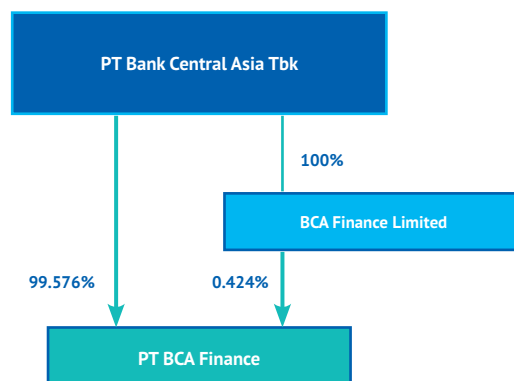 PT Bank Central Asia Tbk
100%
BCA Finance Limited
99.576%
0.424%
PT BCA Finance